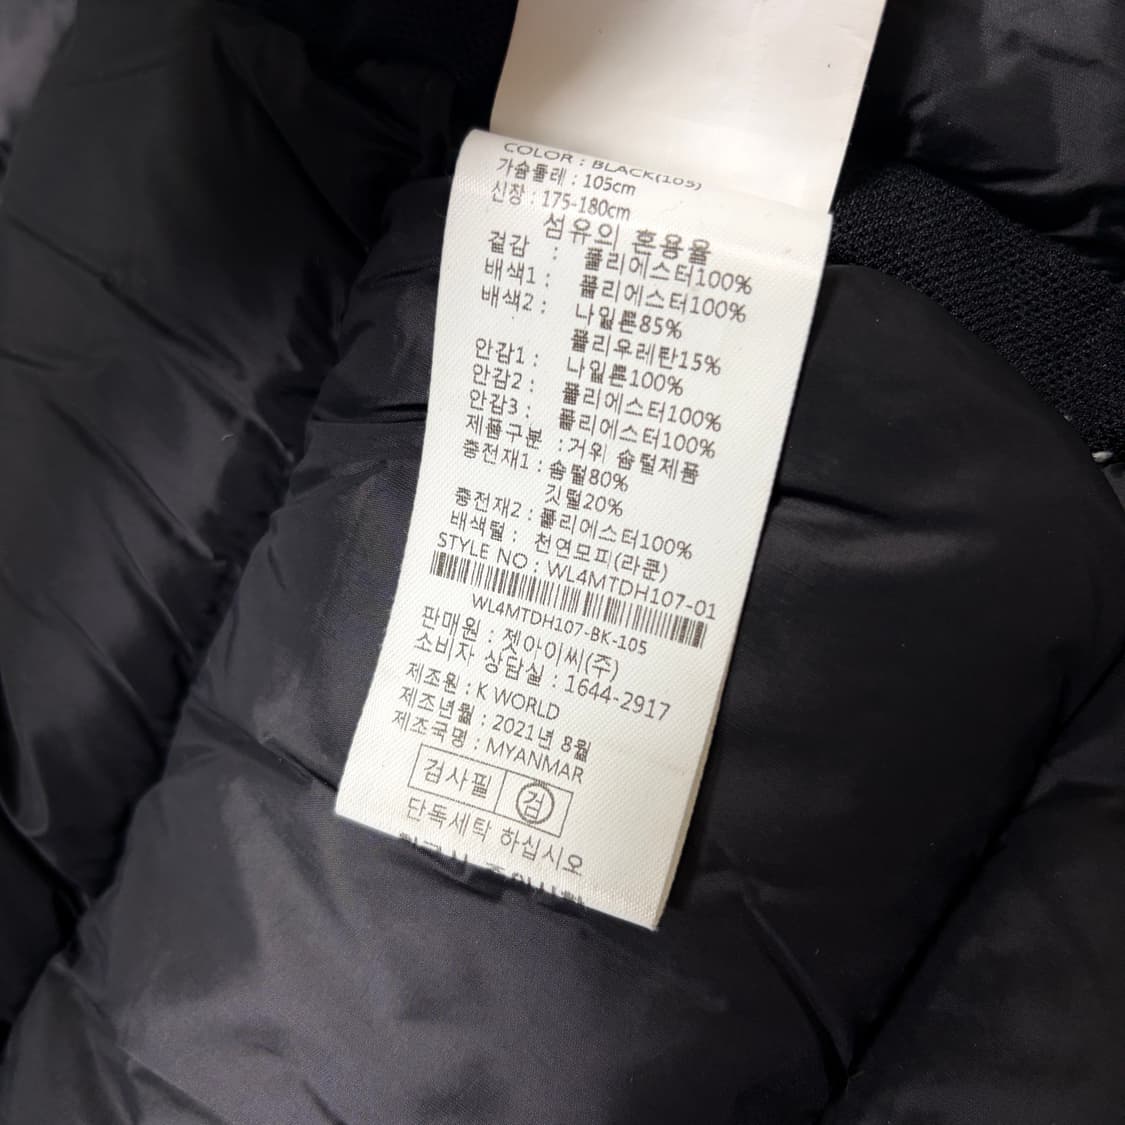 COLOR : BLACK(105)
가슴둘레 : 105cm
신장 : 175-180cm
섬유의 혼용율
겉감 : 폴리에스터100%
배색1 : 폴리에스터100%
배색2 : 나일론85%
폴리우레탄15%
안감1 : 나일론100%
안감2 : 폴리에스터100%
안감3 : 폴리에스터100%
제품구분 : 거위 솜털제품
충전재1 : 솜털80%
깃털20%
충전재2 : 폴리에스터100%
배색털 : 천연모피(라쿤)
STYLE NO : WL4MTDH107-01
WL4MTDH107-BK-105
판매원 : 젯아이씨(주)
소비자 상담실 : 1644-2917
제조원 : K WORLD
제조년월 : 2021년 8월
제조국명 : MYANMAR
검사필 검
단독세탁 하십시오